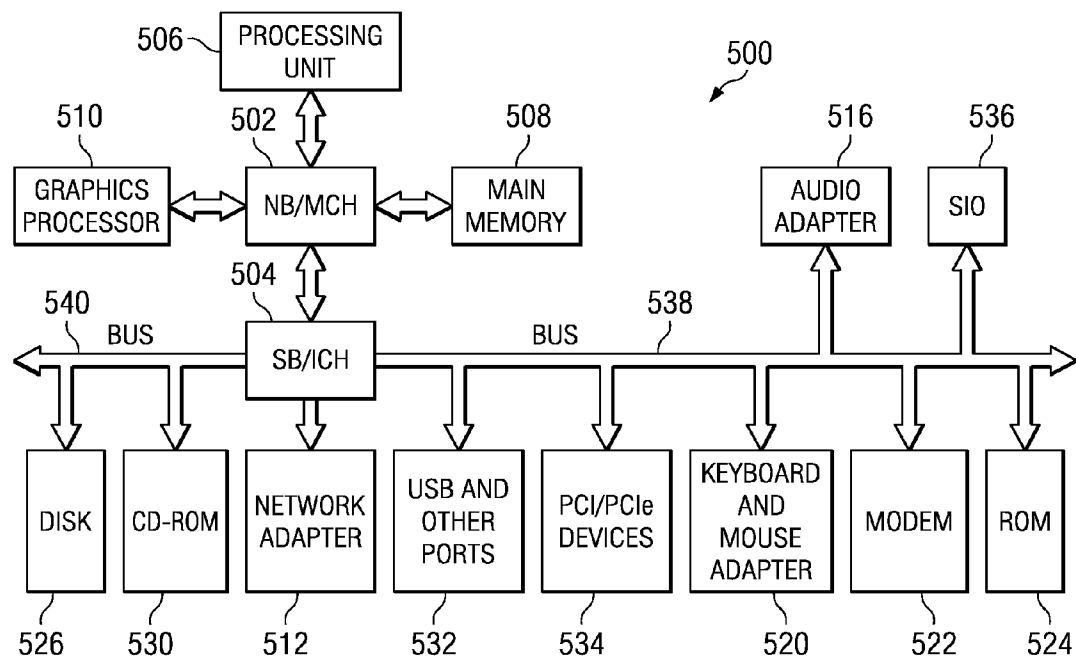 506
PROCESSING
UNIT
500
510
502
508
516
536
GRAPHICS
PROCESSOR
NB/MCH
MAIN
MEMORY
AUDIO
ADAPTER
SIO
504
540
538
BUS
SB/ICH
BUS
DISK
CD-ROM
NETWORK
ADAPTER
USB AND
OTHER
PORTS
PCI/PCIe
DEVICES
KEYBOARD
AND
MOUSE
ADAPTER
MODEM
ROM
526
530
512
532
534
520
522
524